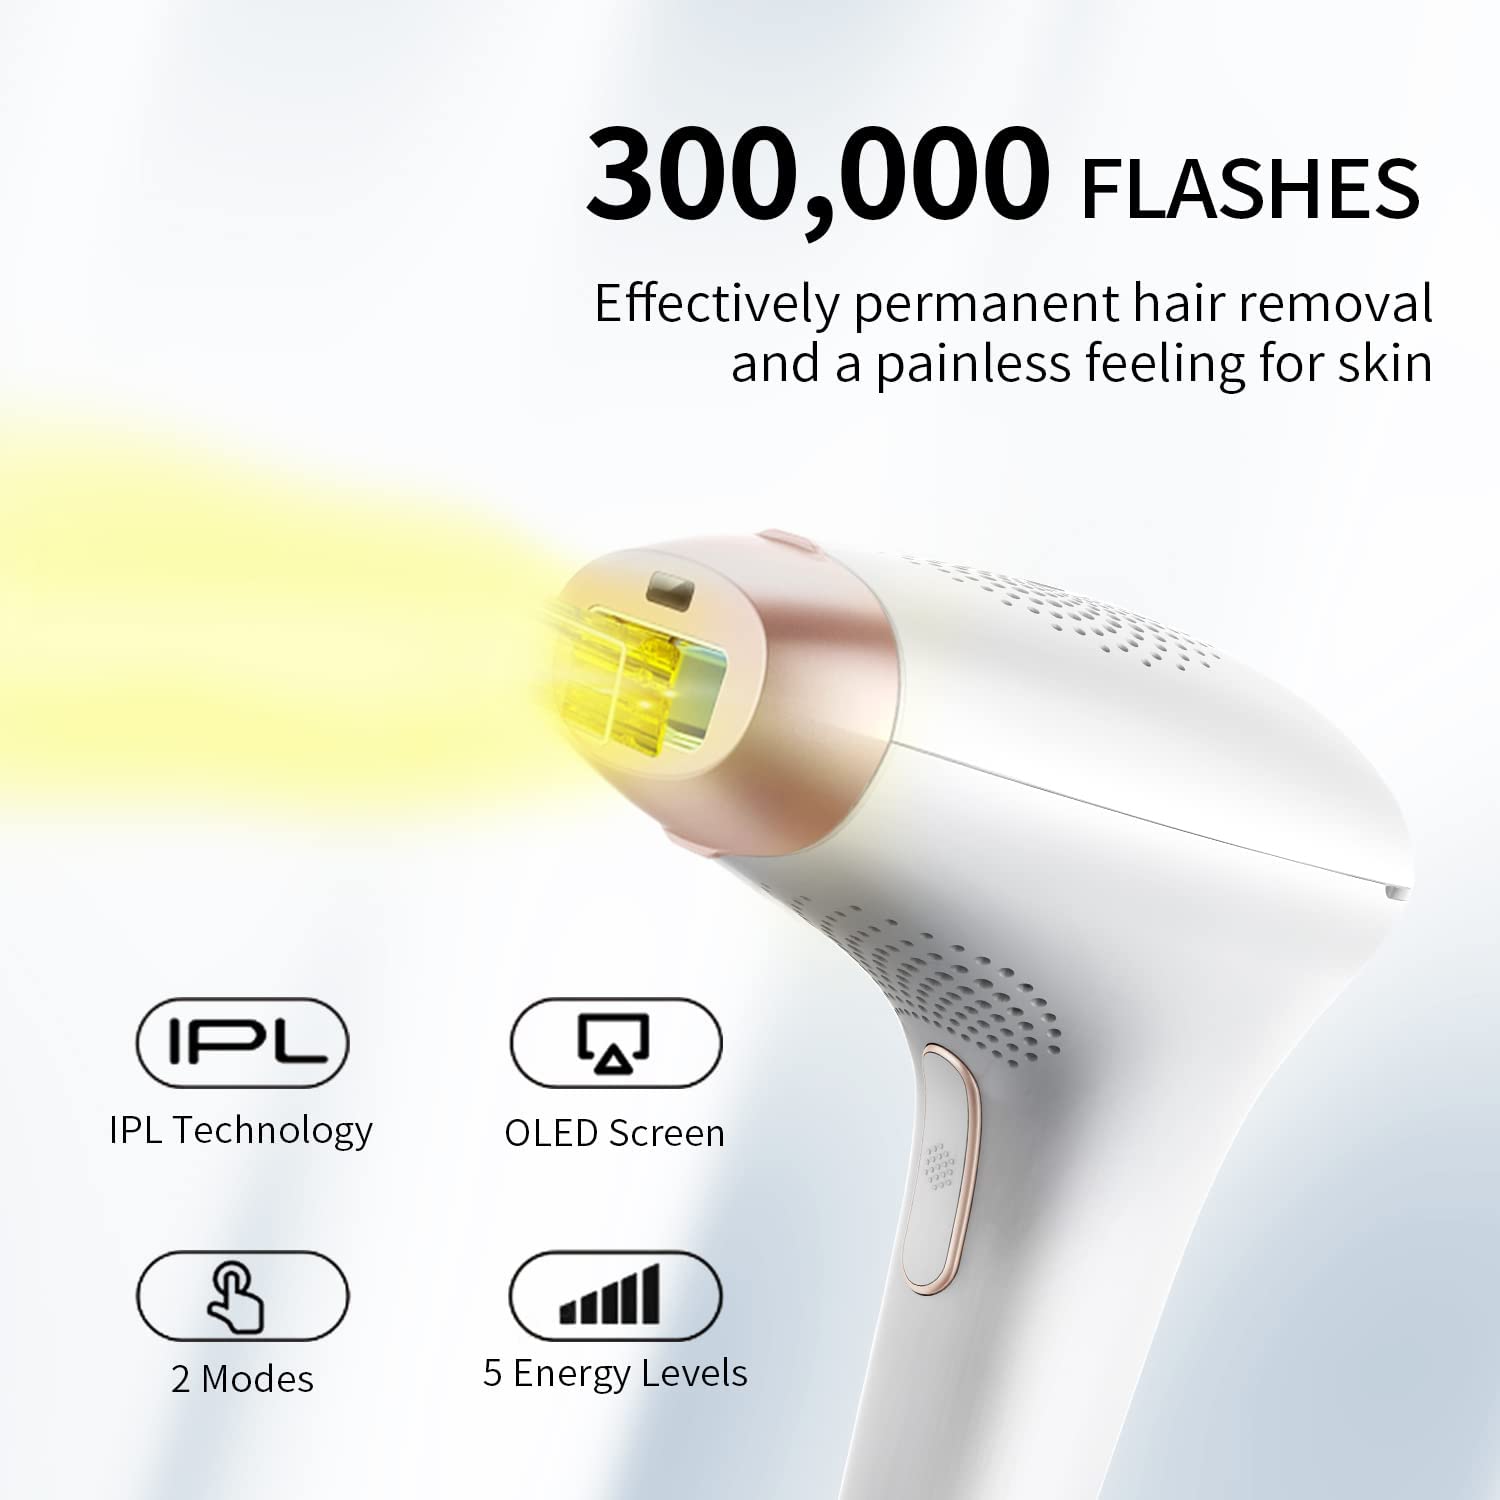 300,000 FLASHES
Effectively permanent hair removal
and a painless feeling for skin
IPL
IPL Technology
OLED Screen
2 Modes
5 Energy Levels